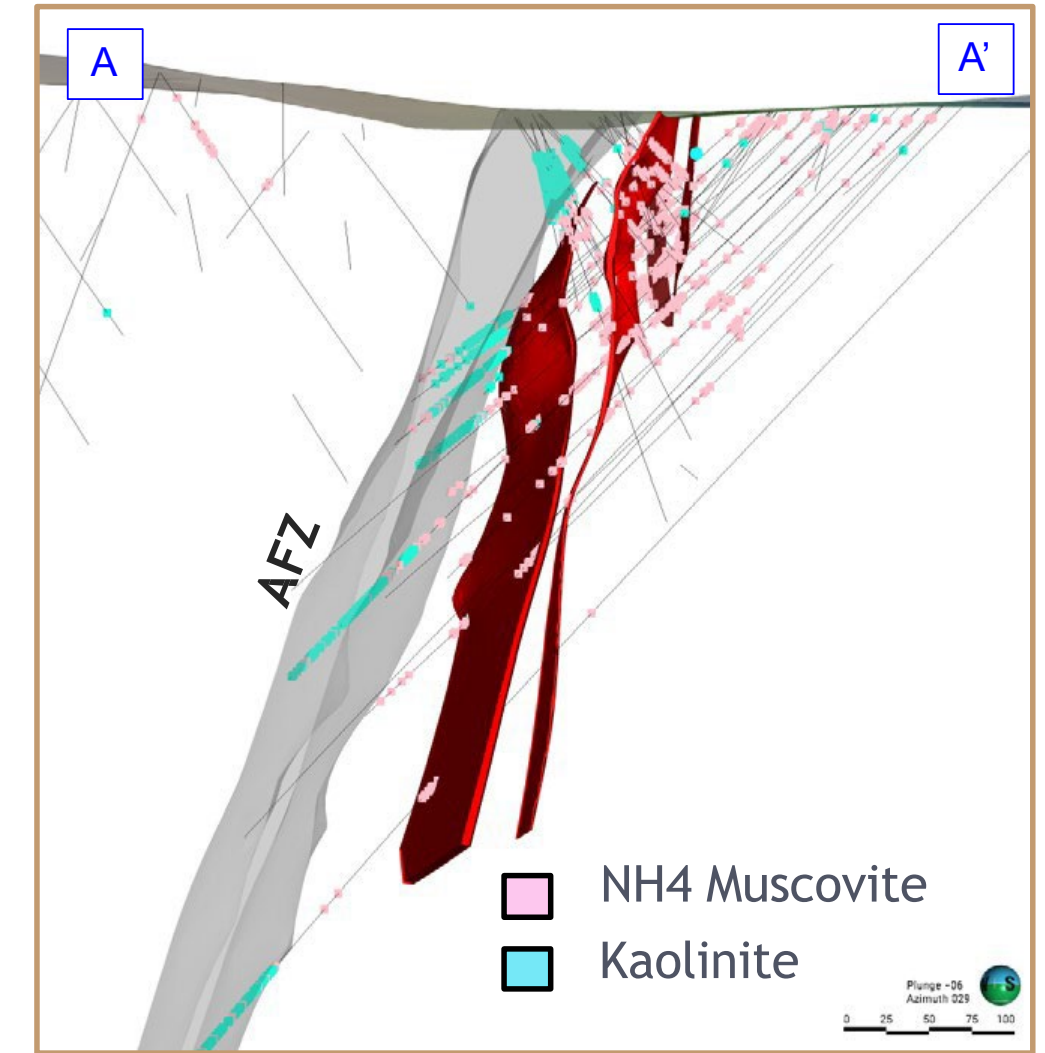 A
A’
AFZ
NH4 Muscovite
Kaolinite
Plunge -06
Azimuth 029
S
0 25 50 75 100